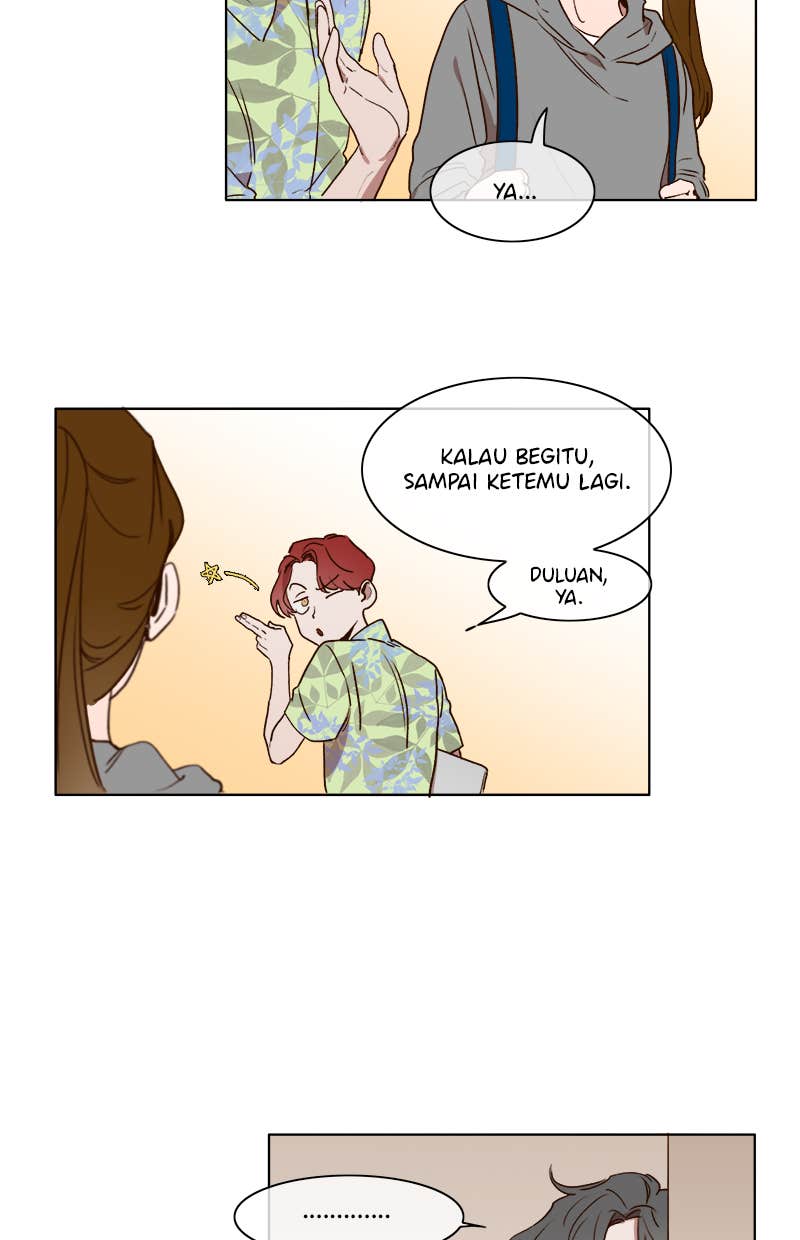 YA...
KALAU BEGITU,
SAMPAI KETEMU LAGI.
DULUAN,
YA.
.............